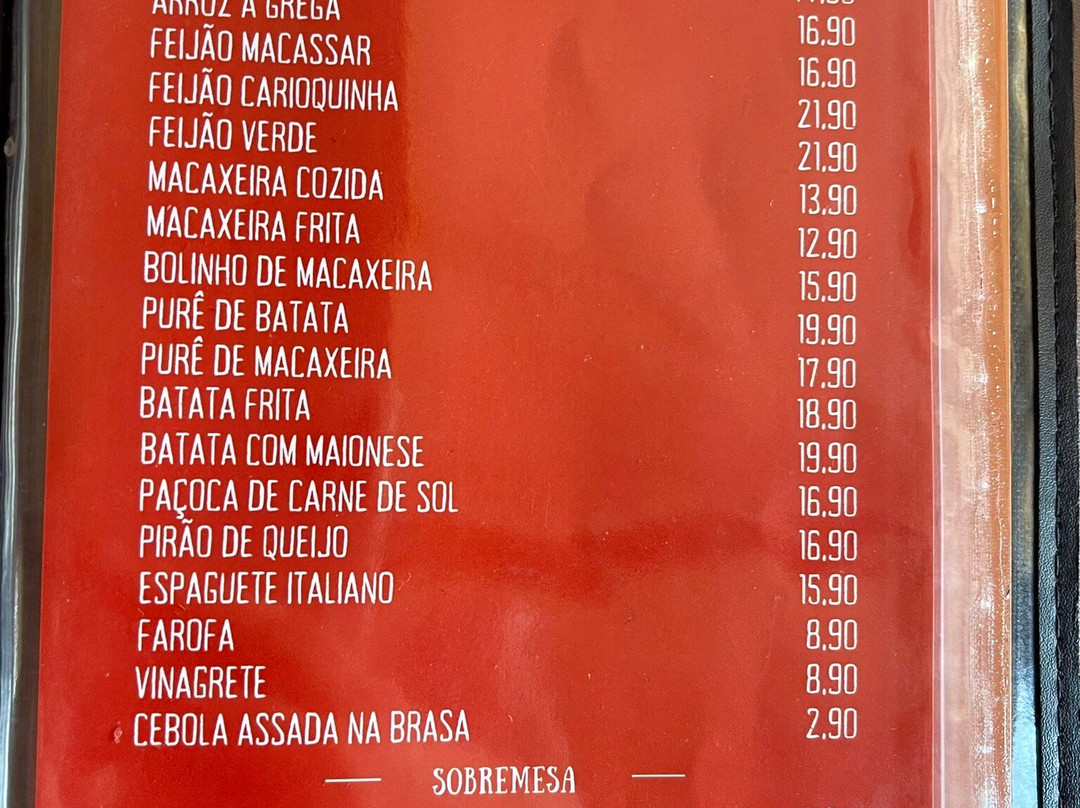 ARROZ À GREGA 16,90
FEIJÃO MACASSAR 16,90
FEIJÃO CARIOQUINHA 21,90
FEIJÃO VERDE 21,90
MACAXEIRA COZIDA 13,90
MACAXEIRA FRITA 12,90
BOLINHO DE MACAXEIRA 15,90
PURÊ DE BATATA 19,90
PURÊ DE MACAXEIRA 17,90
BATATA FRITA 18,90
BATATA COM MAIONESE 19,90
PAÇOCA DE CARNE DE SOL 16,90
PIRÃO DE QUEIJO 16,90
ESPAGUETE ITALIANO 15,90
FAROFA 8,90
VINAGRETE 8,90
CEBOLA ASSADA NA BRASA 2,90
SOBREMESA